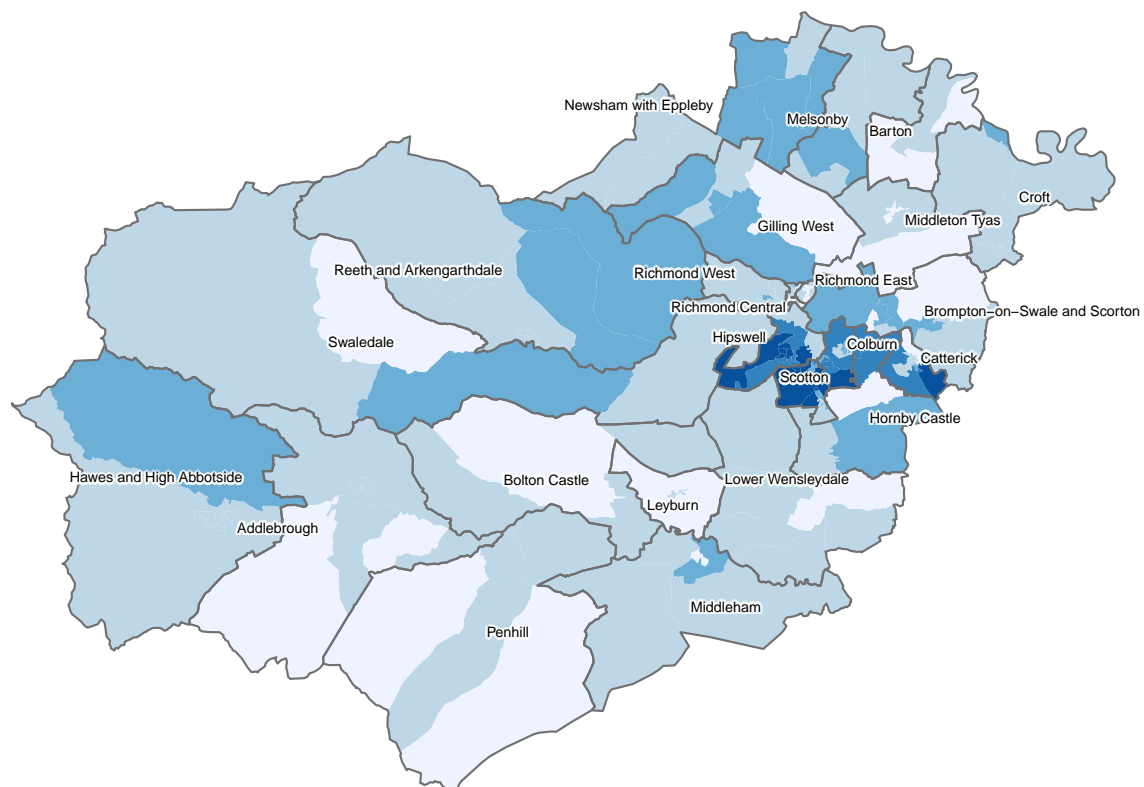 Newsham with Eppleby
Melsonby
Barton
Croft
Middleton Tyas
Gilling West
Reeth and Arkengarthdale
Richmond West
Richmond East
Richmond Central
Brompton−on−Swale and Scorton
Swaledale
Hipswell
Colburn
Catterick
Scotton
Hornby Castle
Hawes and High Abbotside
Bolton Castle
Lower Wensleydale
Leyburn
Addlebrough
Middleham
Penhill